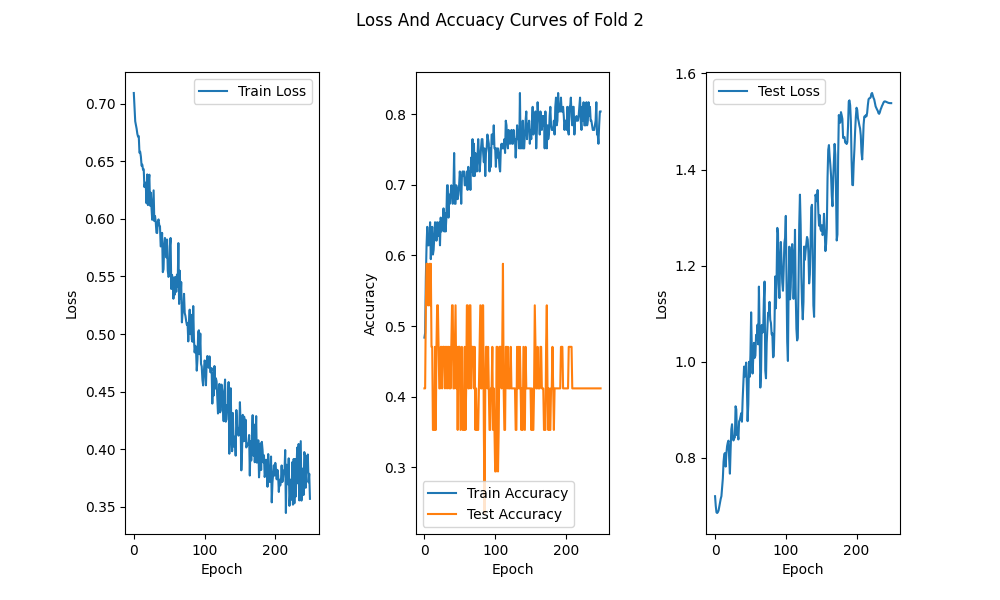 Loss And Accuacy Curves of Fold 2
Train Loss
0.70
0.65
0.60
0.55
0.50
0.45
0.40
0.35
Loss
0
100
200
Epoch
0.8
0.7
0.6
0.5
0.4
0.3
Accuracy
Train Accuracy
Test Accuracy
0
100
200
Epoch
Test Loss
1.6
1.4
1.2
1.0
0.8
Loss
0
100
200
Epoch